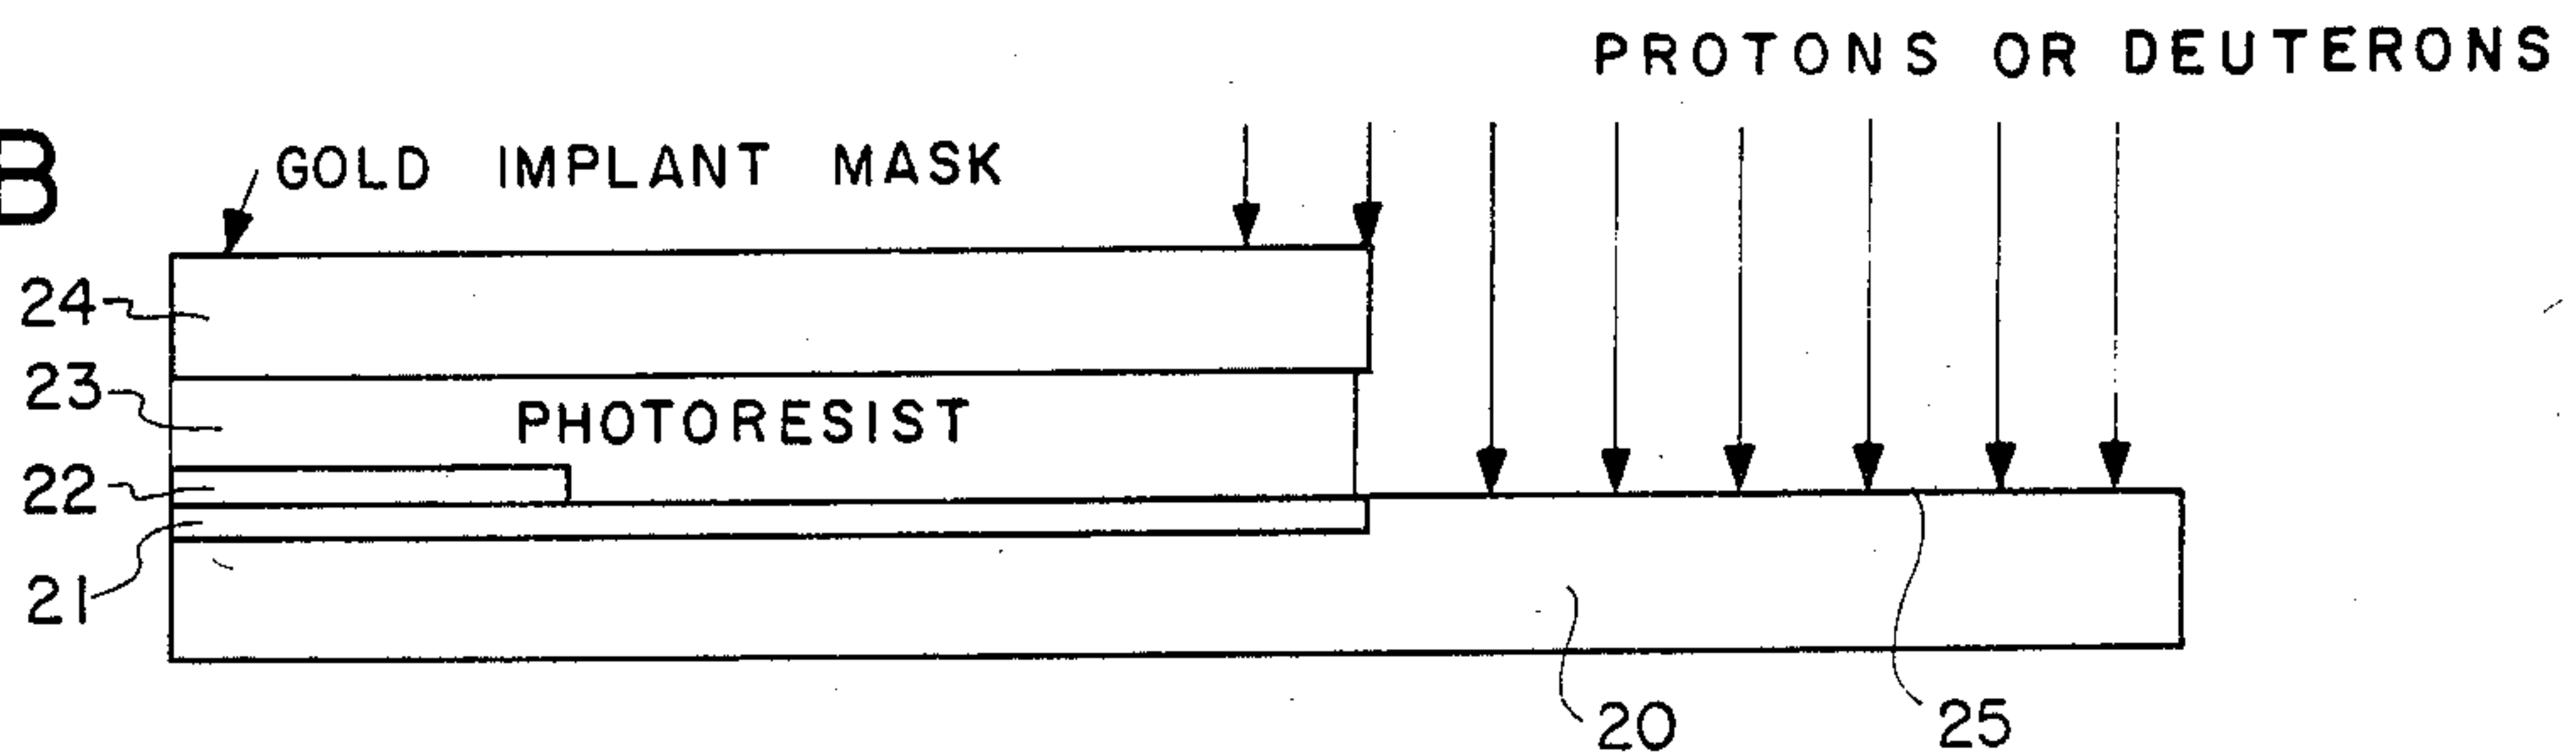 PROTONS OR DEUTERONS
B
GOLD IMPLANT MASK
24
23
PHOTORESIST
22
21
20
25